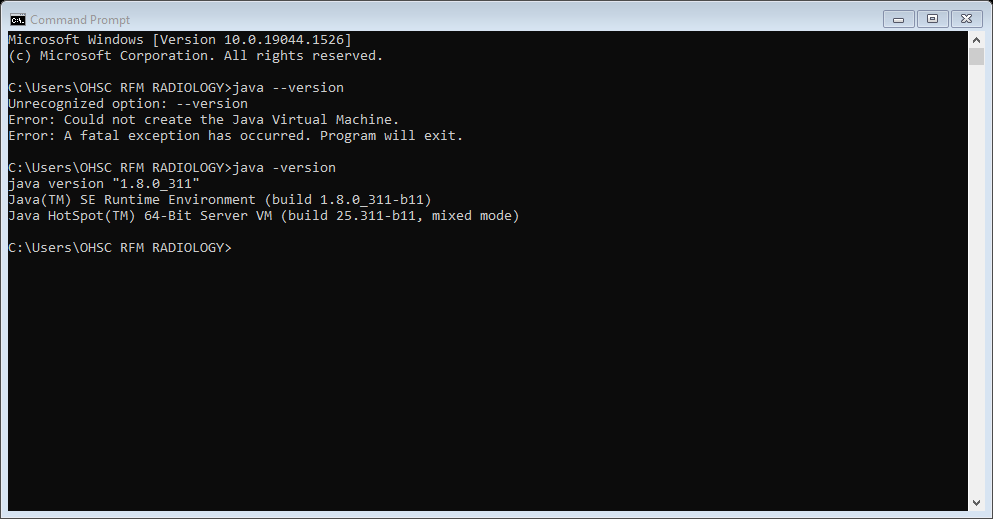 Command Prompt
Microsoft Windows [Version 10.0.19044.1526]
(c) Microsoft Corporation. All rights reserved.
C:\Users\OHSC RFM RADIOLOGY>java --version
Unrecognized option: --version
Error: Could not create the Java Virtual Machine.
Error: A fatal exception has occurred. Program will exit.
C:\Users\OHSC RFM RADIOLOGY>java -version
java version "1.8.0_311"
Java(TM) SE Runtime Environment (build 1.8.0_311-b11)
Java HotSpot(TM) 64-Bit Server VM (build 25.311-b11, mixed mode)
C:\Users\OHSC RFM RADIOLOGY>